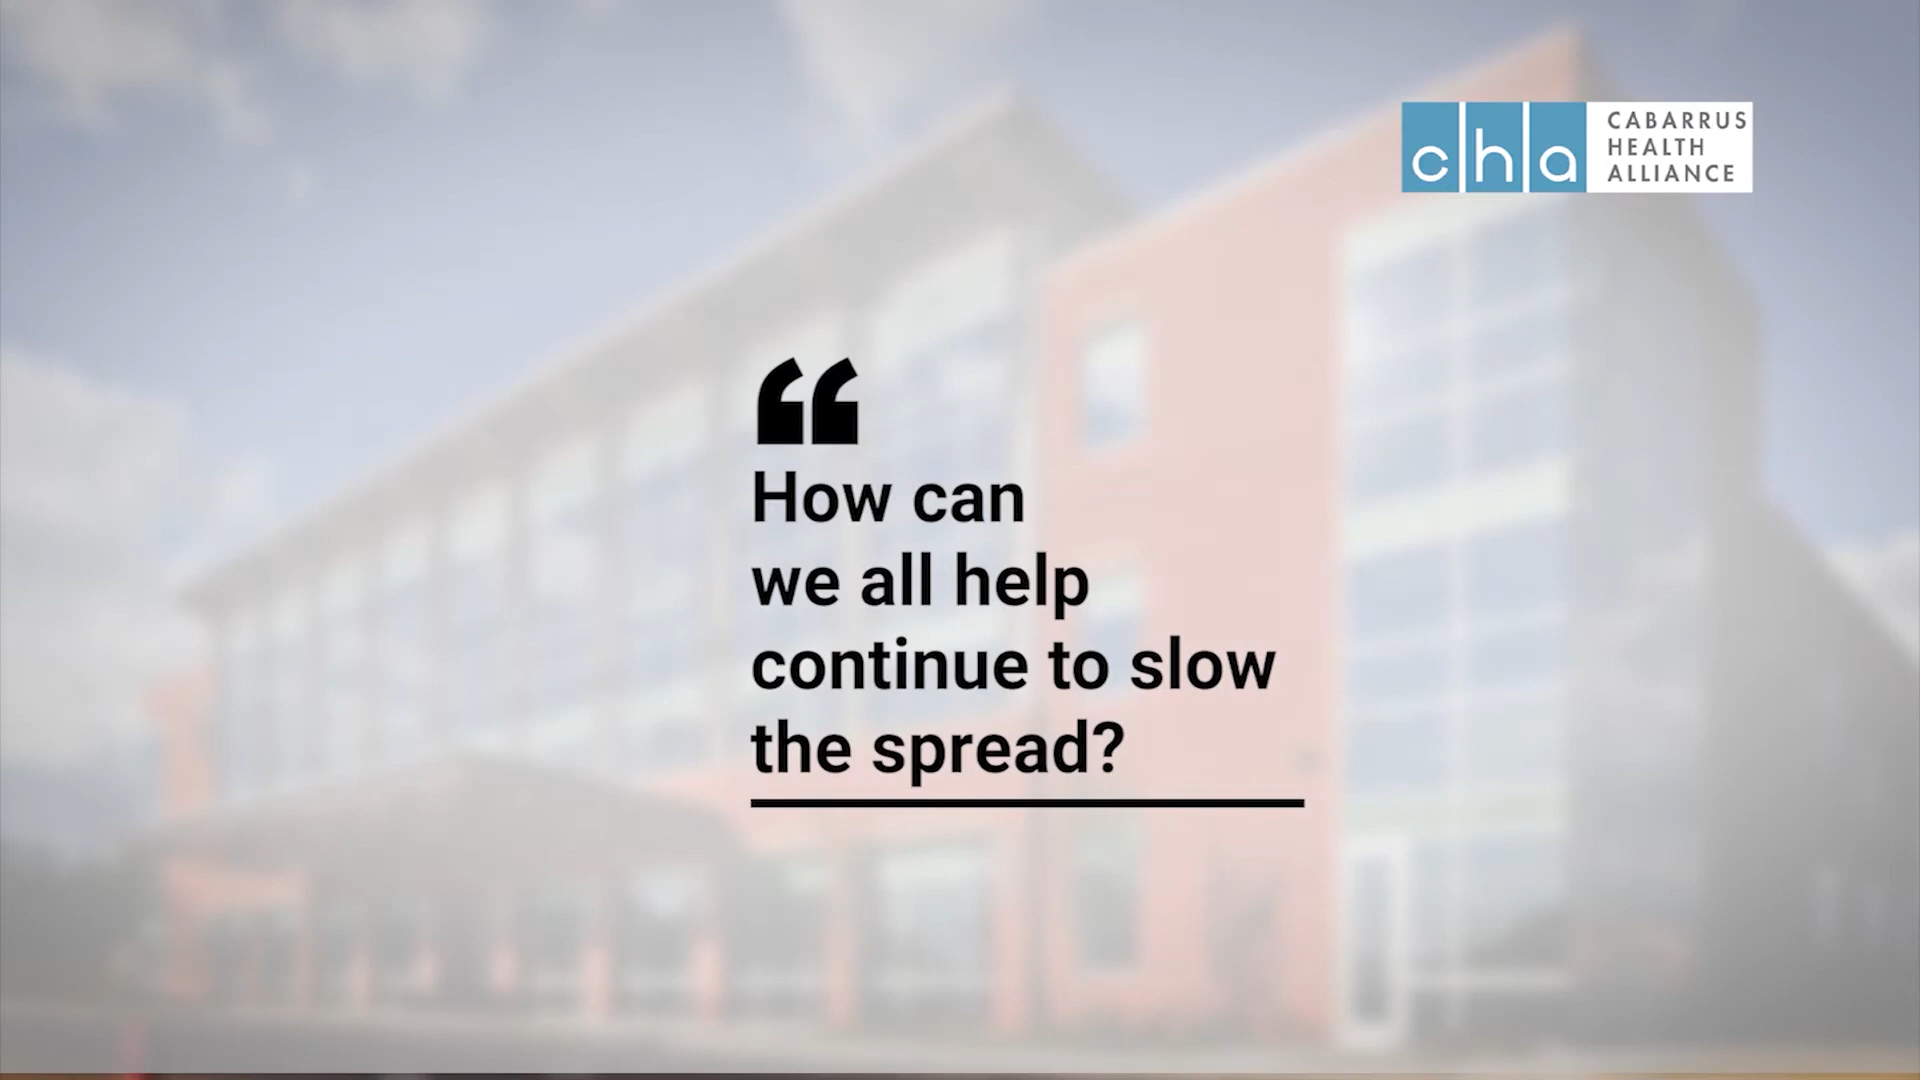 cha
CABARRUS
HEALTH
ALLIANCE
“
How can
we all help
continue to slow
the spread?